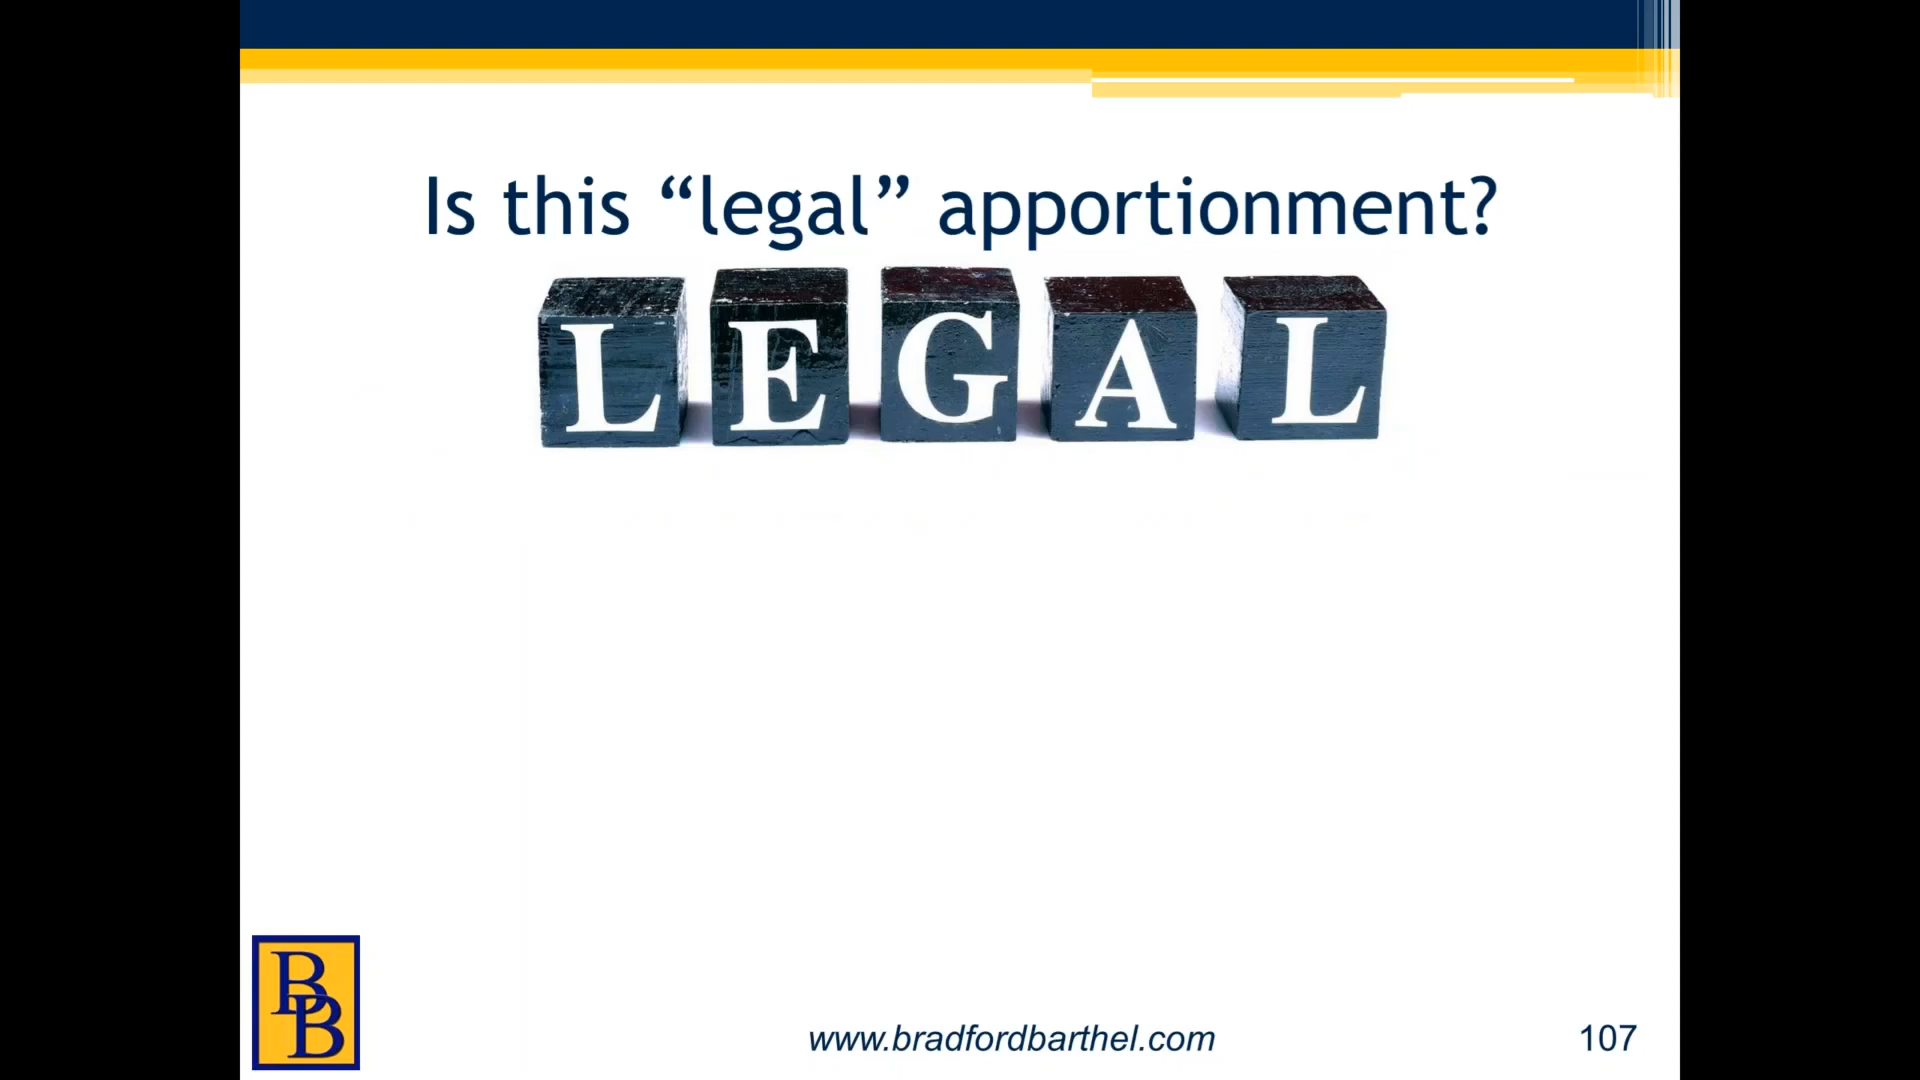 Is this “legal” apportionment?
LEGAL
BB
www.bradfordbarthel.com
107